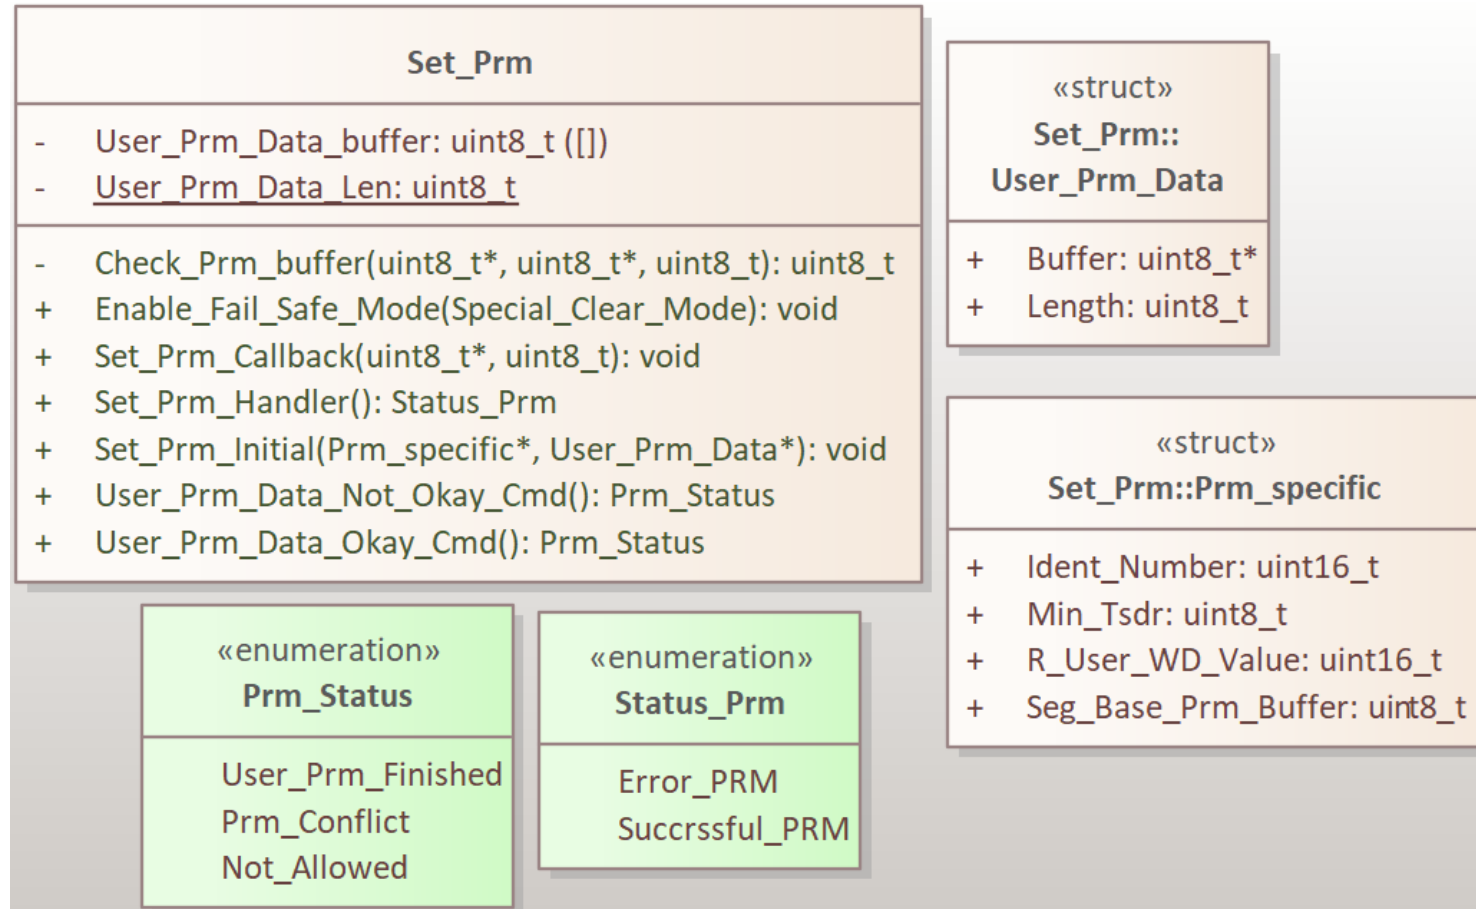 Set_Prm
- User_Prm_Data_buffer: uint8_t ([])
- User_Prm_Data_Len: uint8_t
- Check_Prm_buffer(uint8_t*, uint8_t*, uint8_t): uint8_t
+ Enable_Fail_Safe_Mode(Special_Clear_Mode): void
+ Set_Prm_Callback(uint8_t*, uint8_t): void
+ Set_Prm_Handler(): Status_Prm
+ Set_Prm_Initial(Prm_specific*, User_Prm_Data*): void
+ User_Prm_Data_Not_Okay_Cmd(): Prm_Status
+ User_Prm_Data_Okay_Cmd(): Prm_Status
«struct»
Set_Prm::
User_Prm_Data
+ Buffer: uint8_t*
+ Length: uint8_t
«struct»
Set_Prm::Prm_specific
+ Ident_Number: uint16_t
+ Min_Tsdr: uint8_t
+ R_User_WD_Value: uint16_t
+ Seg_Base_Prm_Buffer: uint8_t
«enumeration»
Prm_Status
User_Prm_Finished
Prm_Conflict
Not_Allowed
«enumeration»
Status_Prm
Error_PRM
Succrssful_PRM